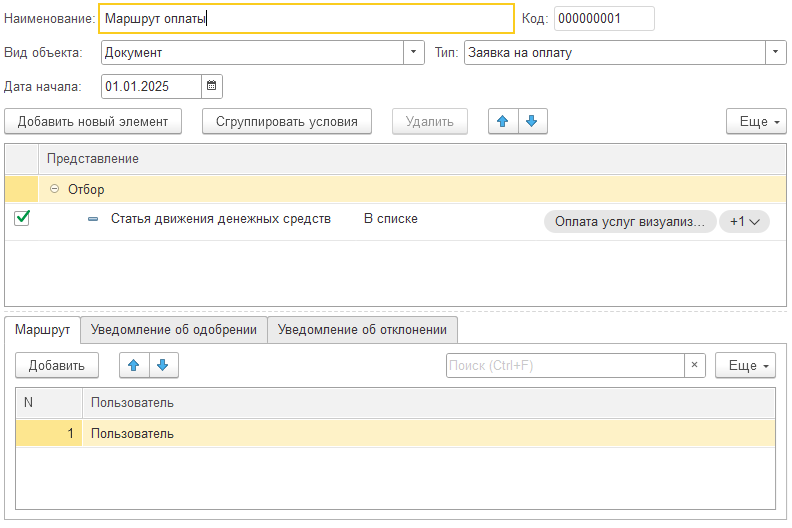 Наименование: Маршрут оплаты Код: 000000001
Вид объекта: Документ Тип: Заявка на оплату
Дата начала: 01.01.2025
Добавить новый элемент Сгруппировать условия Удалить Еще
Представление
Отбор
Статья движения денежных средств В списке Оплата услуг визуализ... +1
Маршрут Уведомление об одобрении Уведомление об отклонении
Добавить Поиск (Ctrl+F) × Еще
N Пользователь
1 Пользователь